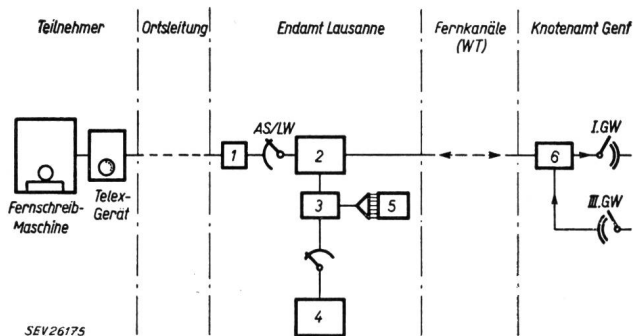 Teilnehmer
Ortsleitung
Endamt Lausanne
Fernkanäle
(WT)
Knotenamt Genf
AS/LW
I.GW
1
2
6
3
5
III.GW
Fernschreib-
Maschine
Telex-
Gerät
4
SEV26175